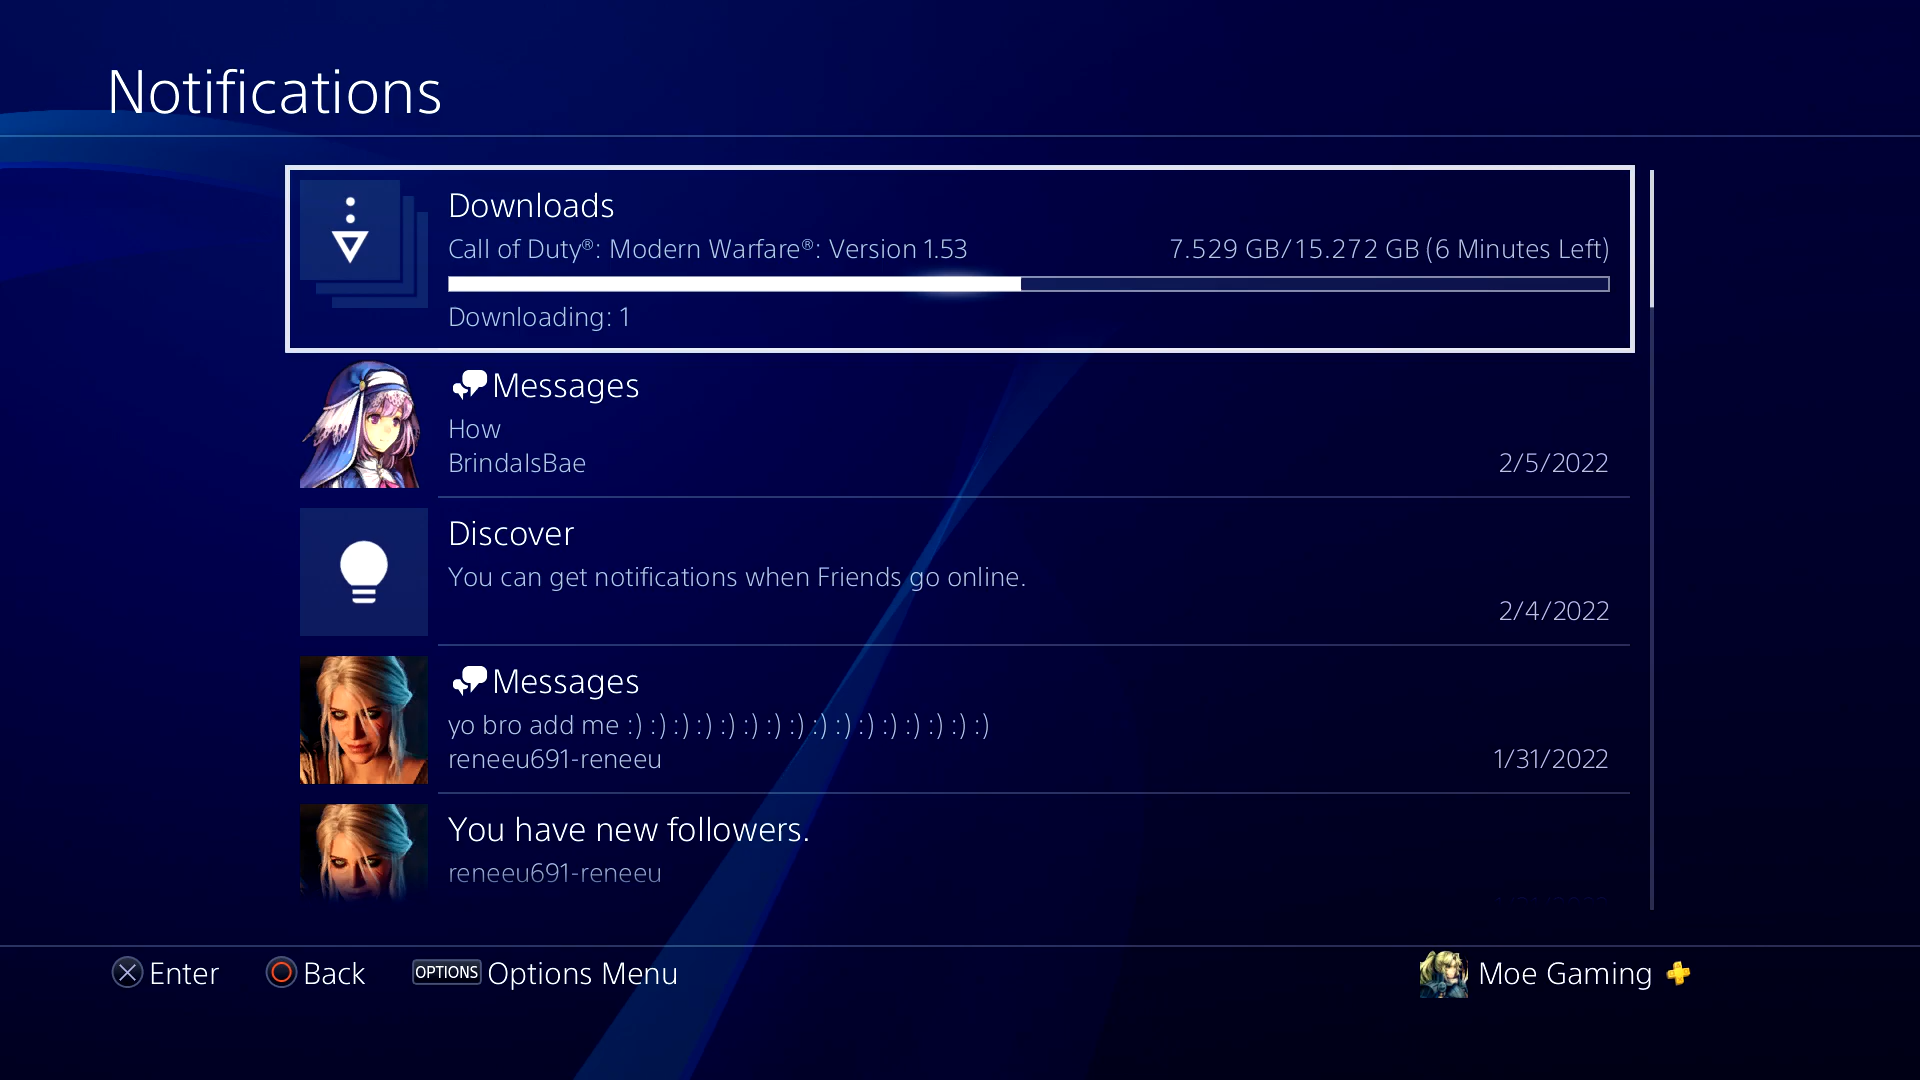 Notifications
Downloads
Call of Duty®: Modern Warfare®: Version 1.53
7.529 GB/15.272 GB (6 Minutes Left)
Downloading: 1
Messages
How
BrindaIsBae
2/5/2022
Discover
You can get notifications when Friends go online.
2/4/2022
Messages
yo bro add me :) :) :) :) :) :) :) :) :) :) :) :) :) :) :) :)
reneeu691-reneeu
1/31/2022
You have new followers.
reneeu691-reneeu
Enter
Back
OPTIONS Options Menu
Moe Gaming